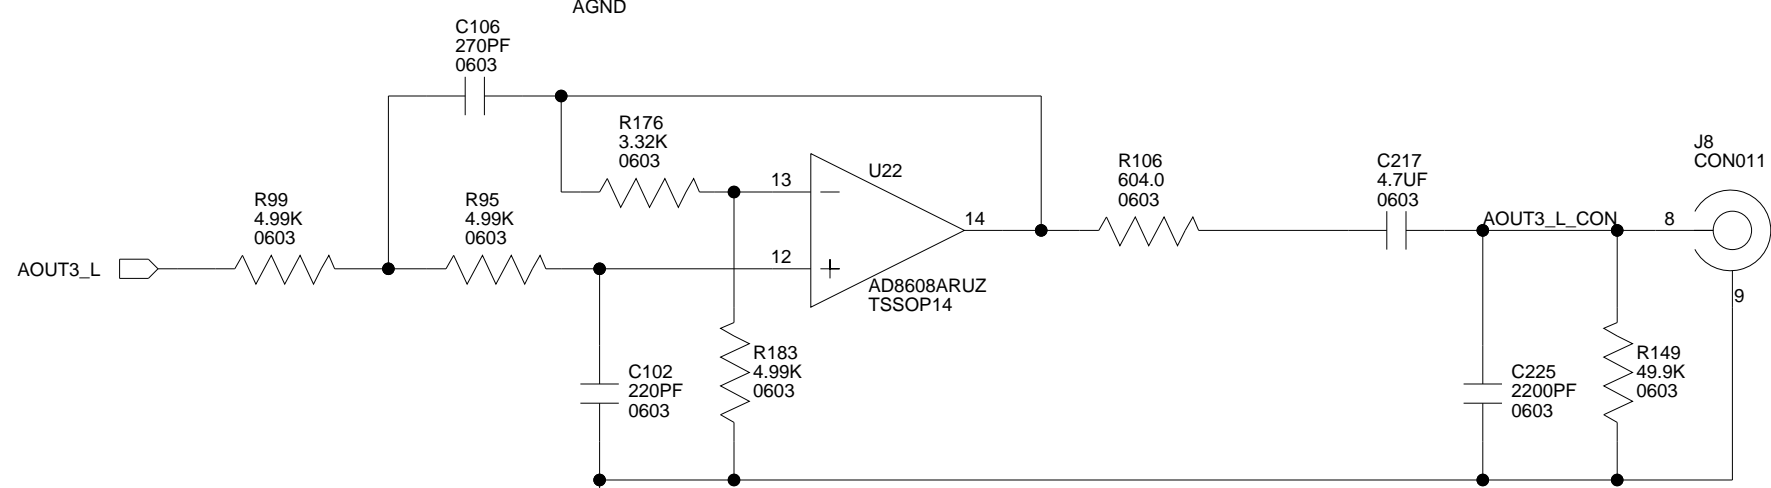 AGND
C106
270PF
0603
R176
3.32K
0603
J8
CON011
R99
4.99K
0603
R95
4.99K
0603
13
U22
R106
604.0
0603
C217
4.7UF
0603
14
AOUT3_L_CON
8
AOUT3_L
12
AD8608ARUZ
TSSOP14
9
C102
220PF
0603
R183
4.99K
0603
C225
2200PF
0603
R149
49.9K
0603